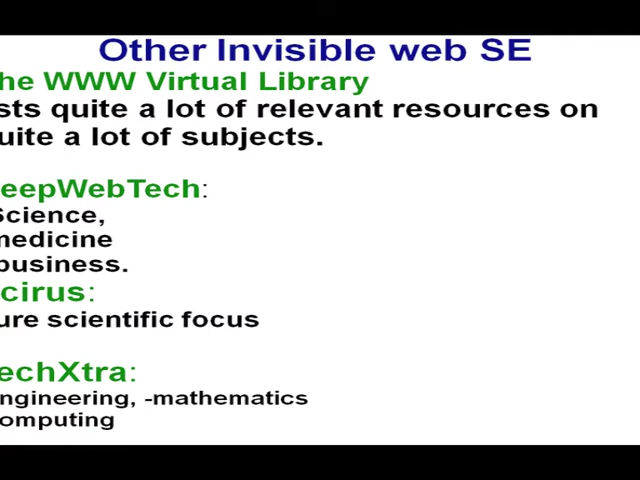 Other Invisible web SE
he WWW Virtual Library
sts quite a lot of relevant resources on
uite a lot of subjects.
eepWebTech:
Science,
medicine
business.
cirus:
ure scientific focus
echXtra:
ngineering, -mathematics
omputing